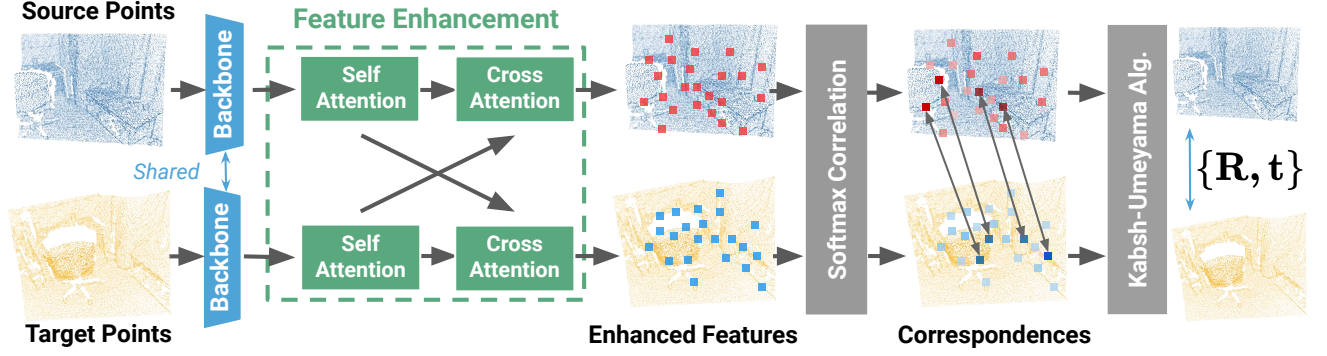 Source Points
Backbone
Feature Enhancement
Self
Attention
Cross
Attention
Shared
Backbone
Self
Attention
Cross
Attention
Softmax Correlation
Kabsh-Umeyama Alg.
{R, t}
Target Points
Enhanced Features
Correspondences